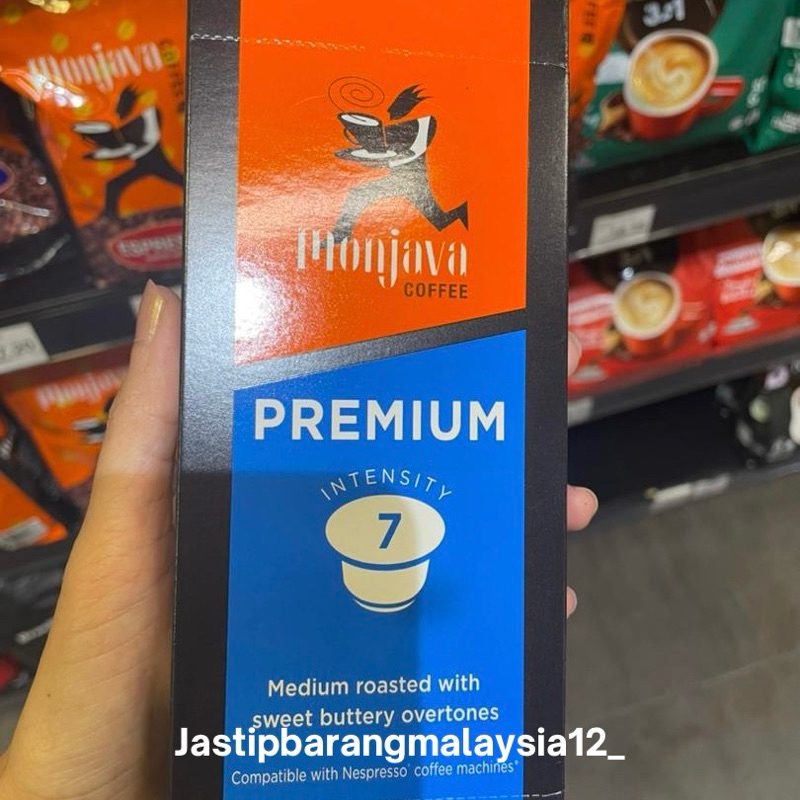 monjava
COFFEE
PREMIUM
INTENSITY
7
Medium roasted with
sweet buttery overtones
Jastipbarangmalaysia12_
Compatible with Nespresso* coffee machines*
monjava
3in1